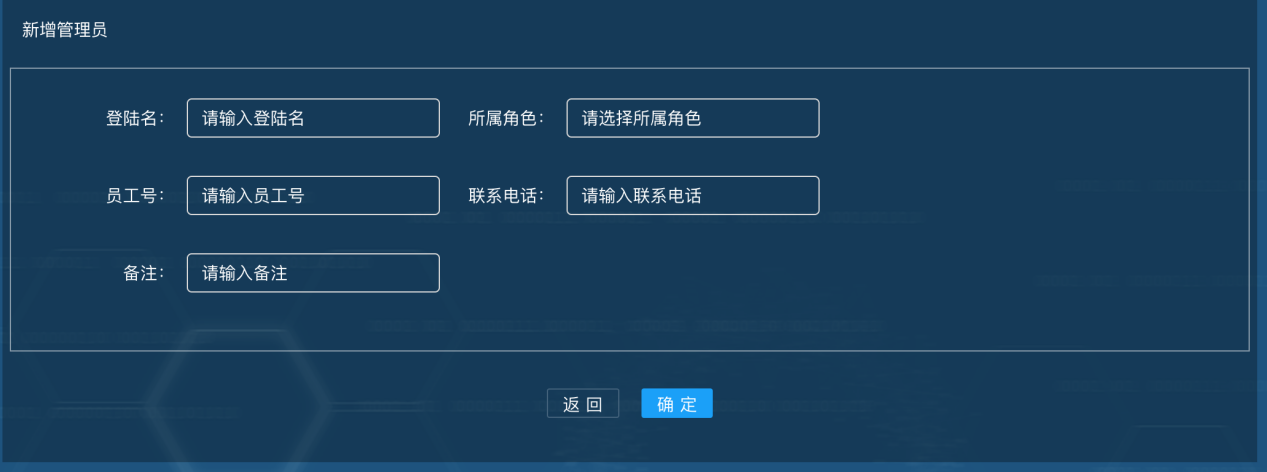 新增管理员
登陆名： 请输入登陆名 所属角色： 请选择所属角色
员工号： 请输入员工号 联系电话： 请输入联系电话
备注： 请输入备注
返回 确定